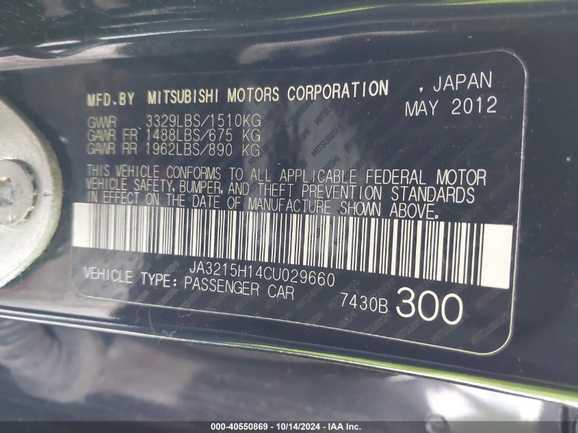 MFD.BY MITSUBISHI MOTORS CORPORATION , JAPAN
GVWR 3329LBS/1510KG MAY 2012
GAWR FR 1488LBS/675 KG
GAWR RR 1962LBS/890 KG
THIS VEHICLE CONFORMS TO ALL APPLICABLE FEDERAL MOTOR
VEHICLE SAFETY, BUMPER, AND THEFT PREVENTION STANDARDS
IN EFFECT ON THE DATE OF MANUFACTURE SHOWN ABOVE.
JA3215H14CU029660
VEHICLE TYPE: PASSENGER CAR 7430B 300
000-40550869 - 10/14/2024 - IAA Inc.